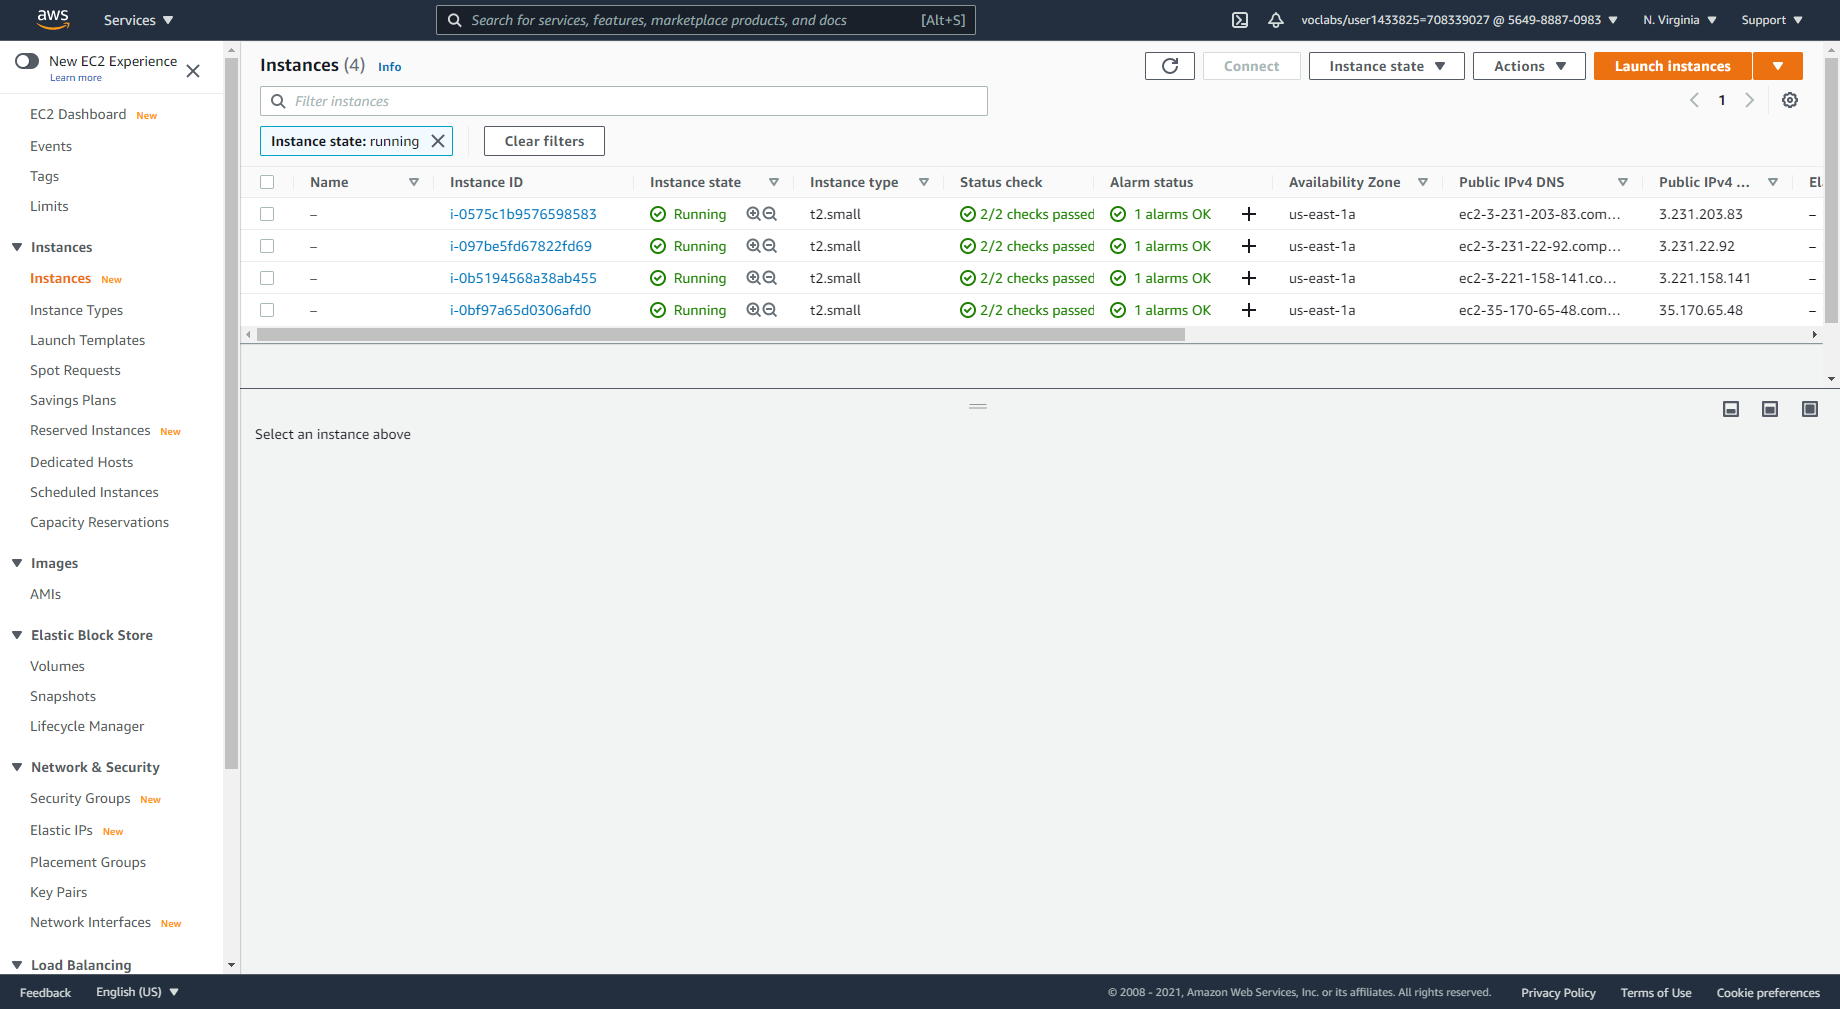 aws Services Search for services, features, marketplace products, and docs [Alt+S] voclabs/user1433825=708339027 @ 5649-8887-0983 N. Virginia Support
New EC2 Experience
Learn more
EC2 Dashboard New
Events
Tags
Limits
Instances
Instances New
Instance Types
Launch Templates
Spot Requests
Savings Plans
Reserved Instances New
Dedicated Hosts
Scheduled Instances
Capacity Reservations
Images
AMIs
Elastic Block Store
Volumes
Snapshots
Lifecycle Manager
Network & Security
Security Groups New
Elastic IPs New
Placement Groups
Key Pairs
Network Interfaces New
Load Balancing
Instances (4) Info Connect Instance state Actions Launch instances
Filter instances 1
Instance state: running Clear filters
Name Instance ID Instance state Instance type Status check Alarm status Availability Zone Public IPv4 DNS Public IPv4 ... El
– i-0575c1b9576598583 Running t2.small 2/2 checks passed 1 alarms OK us-east-1a ec2-3-231-203-83.com... 3.231.203.83 –
– i-097be5fd67822fd69 Running t2.small 2/2 checks passed 1 alarms OK us-east-1a ec2-3-231-22-92.comp... 3.231.22.92 –
– i-0b5194568a38ab455 Running t2.small 2/2 checks passed 1 alarms OK us-east-1a ec2-3-221-158-141.co... 3.221.158.141 –
– i-0bf97a65d0306afd0 Running t2.small 2/2 checks passed 1 alarms OK us-east-1a ec2-35-170-65-48.com... 35.170.65.48 –
Select an instance above
Feedback English (US) © 2008 - 2021, Amazon Web Services, Inc. or its affiliates. All rights reserved. Privacy Policy Terms of Use Cookie preferences